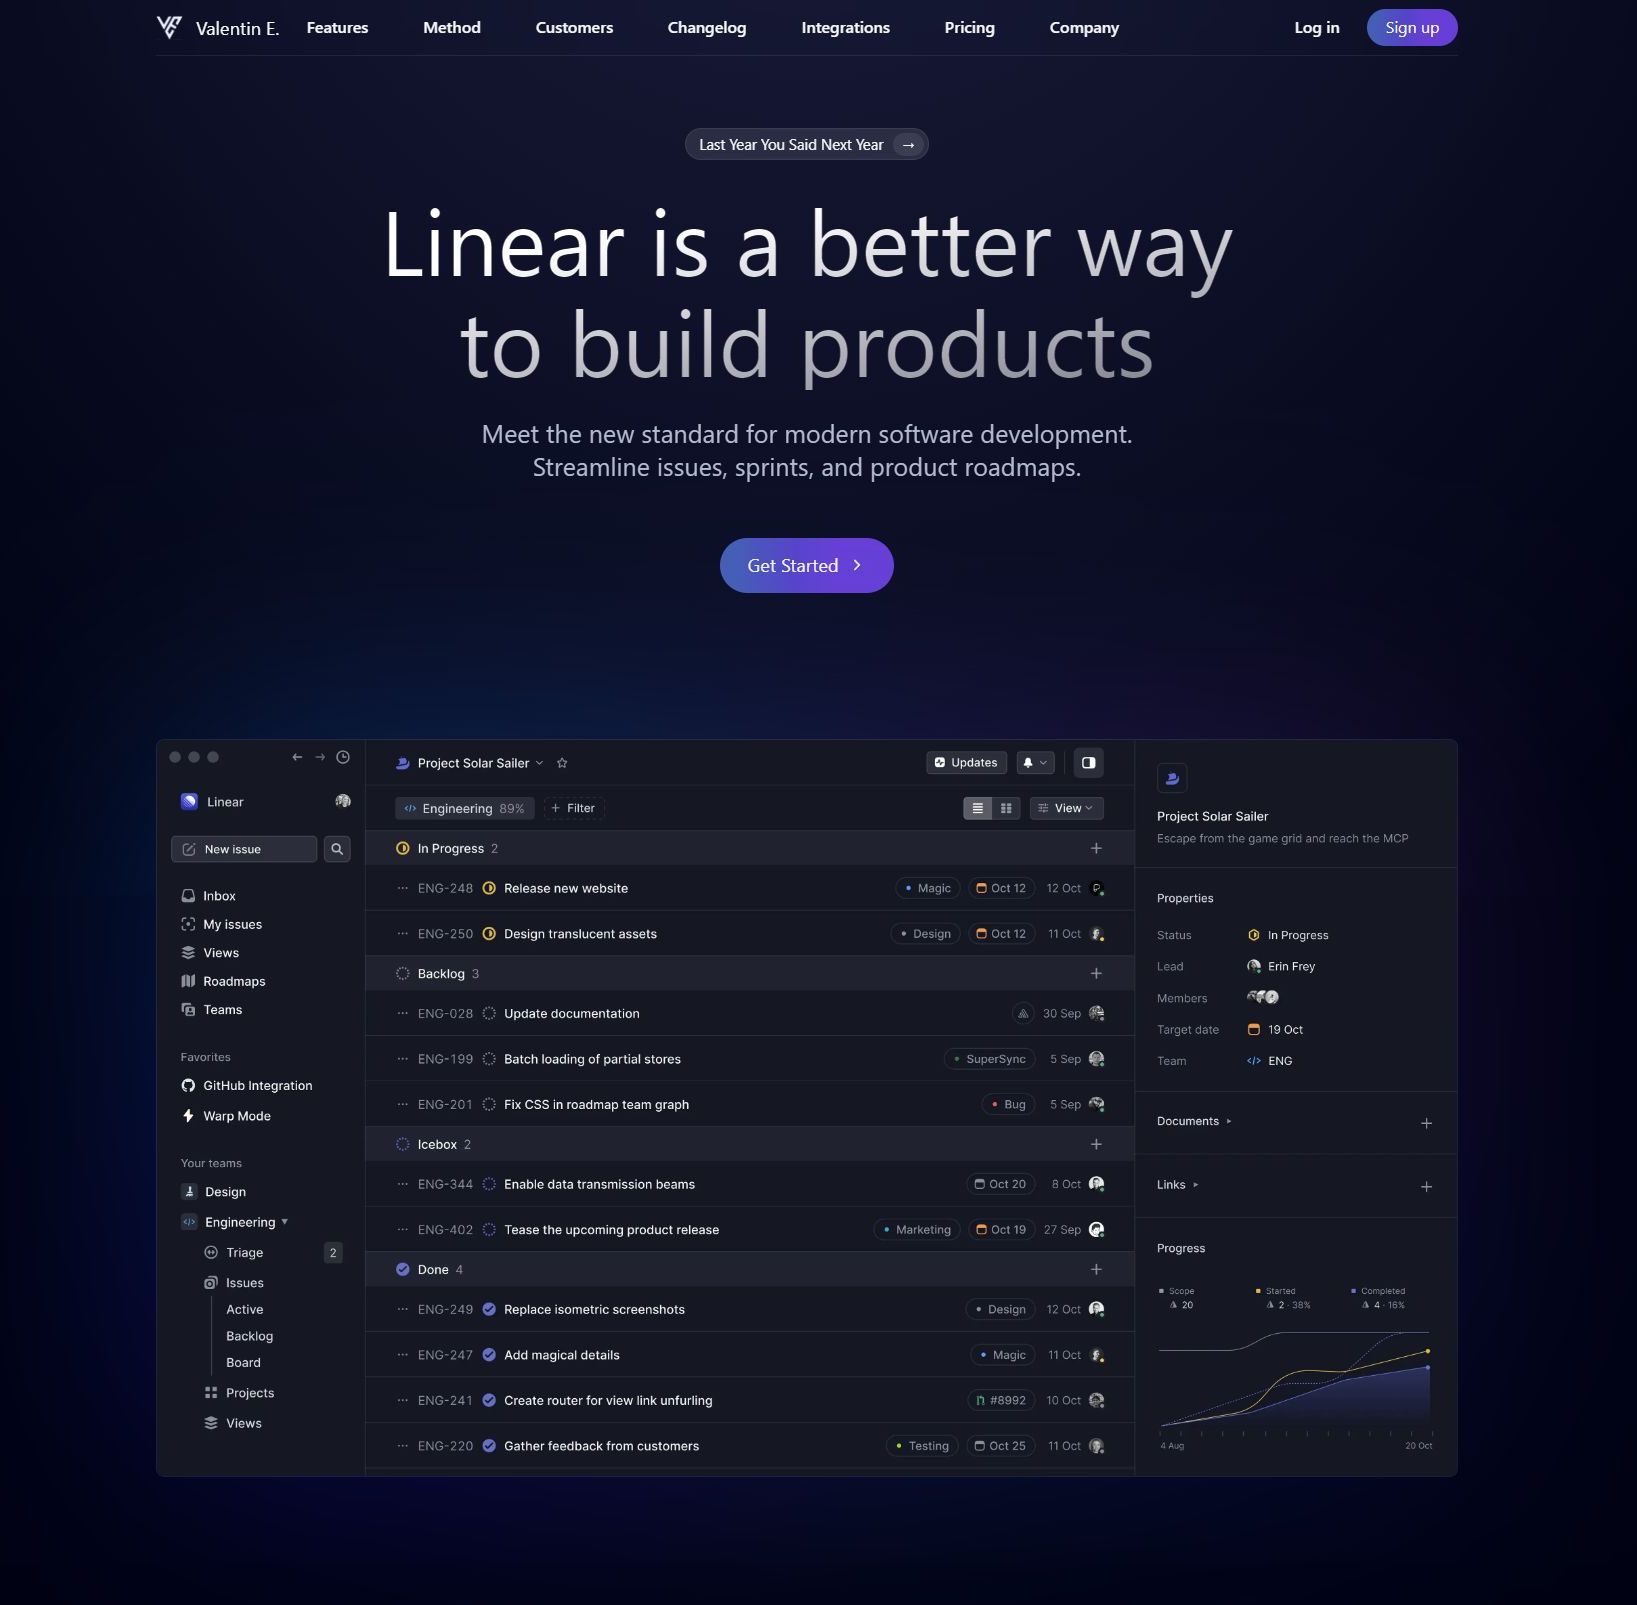 Valentin E.
Features
Method
Customers
Changelog
Integrations
Pricing
Company
Log in
Sign up
Last Year You Said Next Year →
Linear is a better way
to build products
Meet the new standard for modern software development.
Streamline issues, sprints, and product roadmaps.
Get Started
Linear
New issue
Inbox
My issues
Views
Roadmaps
Teams
Favorites
GitHub Integration
Warp Mode
Your teams
Design
Engineering
Triage 2
Issues
Active
Backlog
Board
Projects
Views
Project Solar Sailer
Updates
Engineering 89%
+ Filter
View
In Progress 2
ENG-248 Release new website Magic Oct 12 12 Oct
ENG-250 Design translucent assets Design Oct 12 11 Oct
Backlog 3
ENG-028 Update documentation 30 Sep
ENG-199 Batch loading of partial stores SuperSync 5 Sep
ENG-201 Fix CSS in roadmap team graph Bug 5 Sep
Icebox 2
ENG-344 Enable data transmission beams Oct 20 8 Oct
ENG-402 Tease the upcoming product release Marketing Oct 19 27 Sep
Done 4
ENG-249 Replace isometric screenshots Design 12 Oct
ENG-247 Add magical details Magic 11 Oct
ENG-241 Create router for view link unfurling #8992 10 Oct
ENG-220 Gather feedback from customers Testing Oct 25 11 Oct
Project Solar Sailer
Escape from the game grid and reach the MCP
Properties
Status In Progress
Lead Erin Frey
Members
Target date 19 Oct
Team ENG
Documents
Links
Progress
Scope Started Completed
20 2 · 38% 4 · 16%
4 Aug 20 Oct